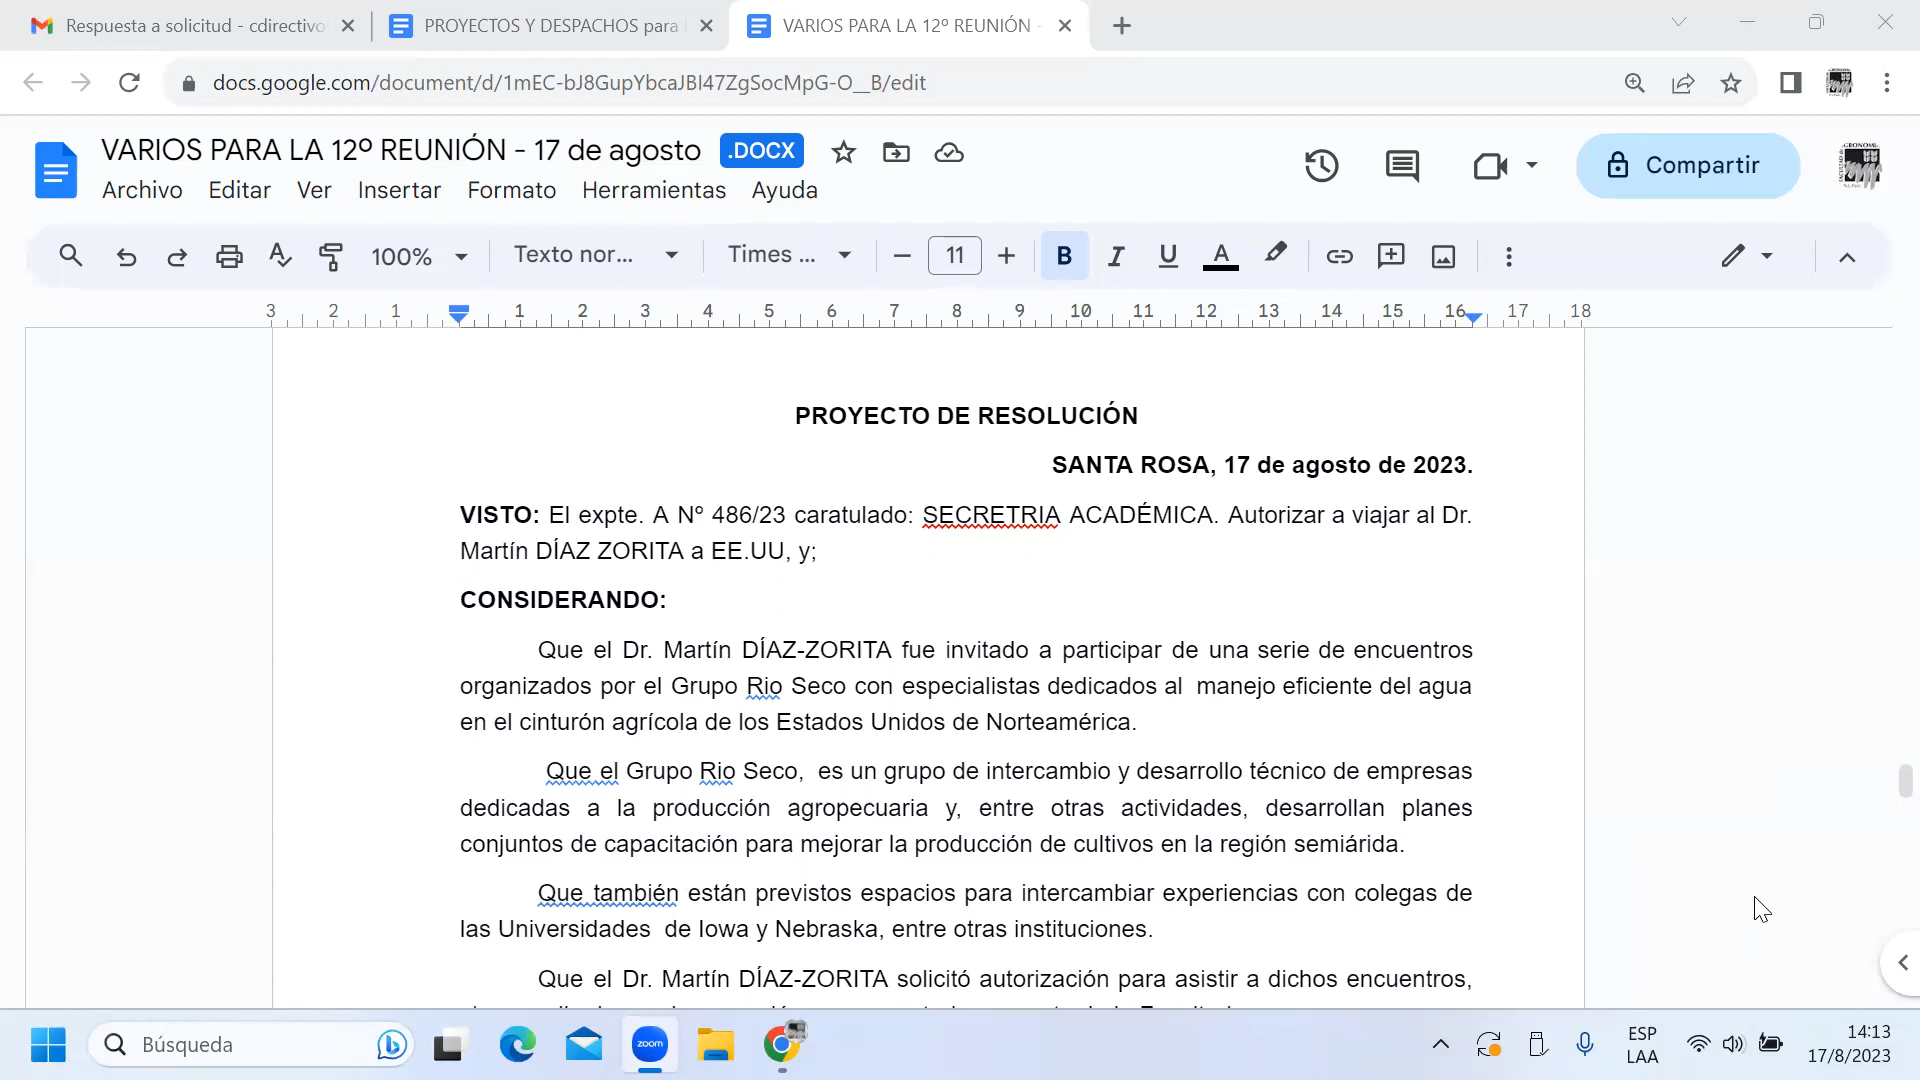 Respuesta a solicitud - cdirectivo
PROYECTOS Y DESPACHOS para
VARIOS PARA LA 12º REUNIÓN -
docs.google.com/document/d/1mEC-bJ8GupYbcaJBI47ZgSocMpG-O__B/edit
VARIOS PARA LA 12º REUNIÓN - 17 de agosto
.DOCX
Archivo Editar Ver Insertar Formato Herramientas Ayuda
Compartir
100% Texto nor... Times ... 11 B I U A
3 2 1 1 2 3 4 5 6 7 8 9 10 11 12 13 14 15 16 17 18
PROYECTO DE RESOLUCIÓN
SANTA ROSA, 17 de agosto de 2023.
VISTO: El expte. A Nº 486/23 caratulado: SECRETRIA ACADÉMICA. Autorizar a viajar al Dr.
Martín DÍAZ ZORITA a EE.UU, y;
CONSIDERANDO:
Que el Dr. Martín DÍAZ-ZORITA fue invitado a participar de una serie de encuentros
organizados por el Grupo Rio Seco con especialistas dedicados al manejo eficiente del agua
en el cinturón agrícola de los Estados Unidos de Norteamérica.
Que el Grupo Rio Seco, es un grupo de intercambio y desarrollo técnico de empresas
dedicadas a la producción agropecuaria y, entre otras actividades, desarrollan planes
conjuntos de capacitación para mejorar la producción de cultivos en la región semiárida.
Que también están previstos espacios para intercambiar experiencias con colegas de
las Universidades de Iowa y Nebraska, entre otras instituciones.
Que el Dr. Martín DÍAZ-ZORITA solicitó autorización para asistir a dichos encuentros,
Búsqueda
zoom
ESP
LAA
14:13
17/8/2023